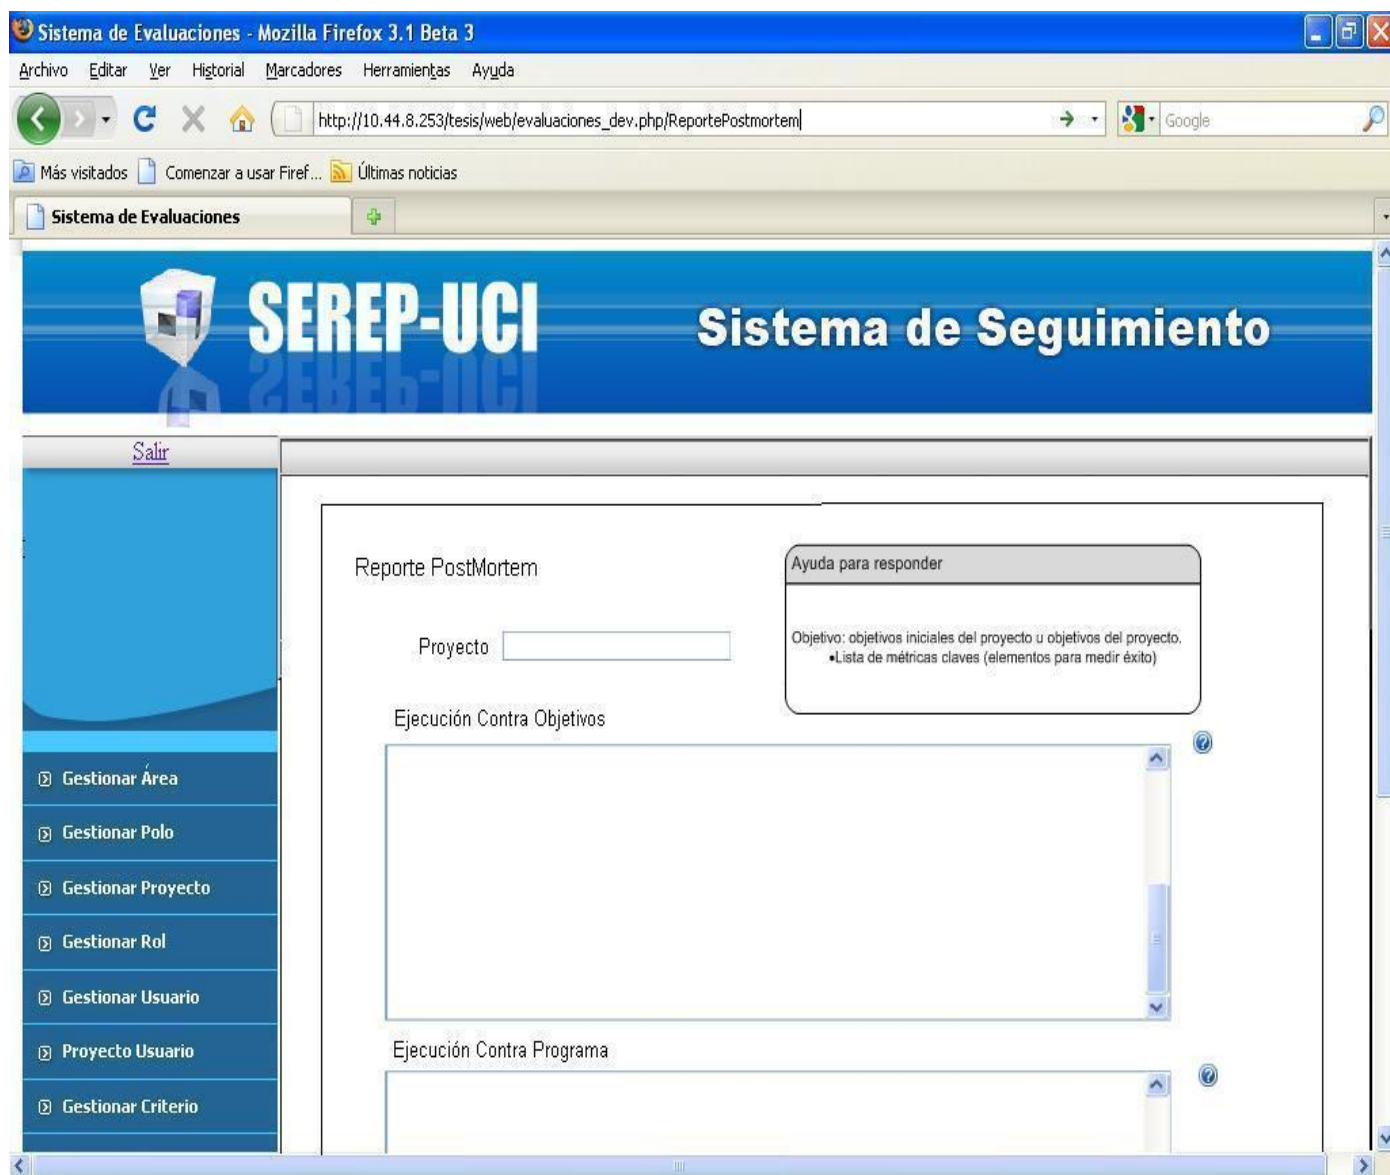 Sistema de Evaluaciones - Mozilla Firefox 3.1 Beta 3
Archivo Editar Ver Historial Marcadores Herramientas Ayuda
http://10.44.8.253/tesis/web/evaluaciones_dev.php/ReportePostmortem
Google
Más visitados Comenzar a usar Firef... Últimas noticias
Sistema de Evaluaciones
SEREP-UCI Sistema de Seguimiento
Salir
Reporte PostMortem
Ayuda para responder
Objetivo: objetivos iniciales del proyecto u objetivos del proyecto.
•Lista de métricas claves (elementos para medir éxito)
Proyecto
Ejecución Contra Objetivos
Ejecución Contra Programa
Gestionar Área
Gestionar Polo
Gestionar Proyecto
Gestionar Rol
Gestionar Usuario
Proyecto Usuario
Gestionar Criterio